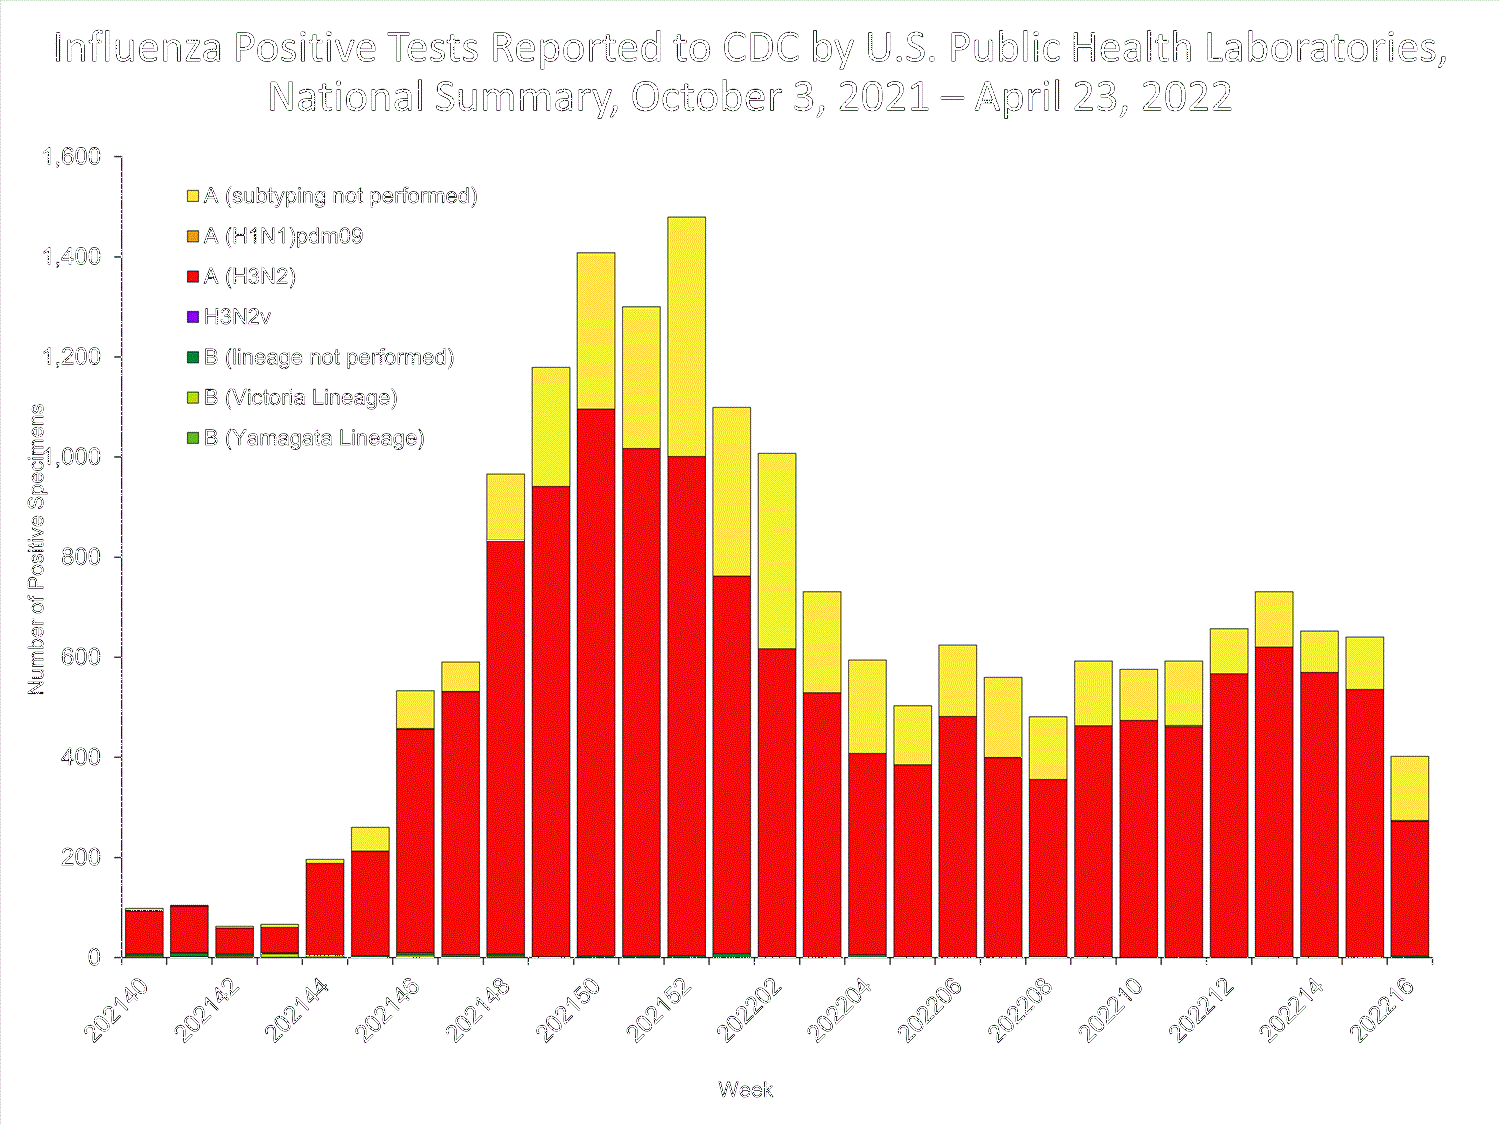 Influenza Positive Tests Reported to CDC by U.S. Public Health Laboratories,
National Summary, October 3, 2021 – April 23, 2022
1,600
1,400
1,200
1,000
800
600
400
200
0
Number of Positive Specimens
A (subtyping not performed)
A (H1N1)pdm09
A (H3N2)
H3N2v
B (lineage not performed)
B (Victoria Lineage)
B (Yamagata Lineage)
202140
202142
202144
202146
202148
202150
202152
202202
202204
202206
202208
202210
202212
202214
202216
Week